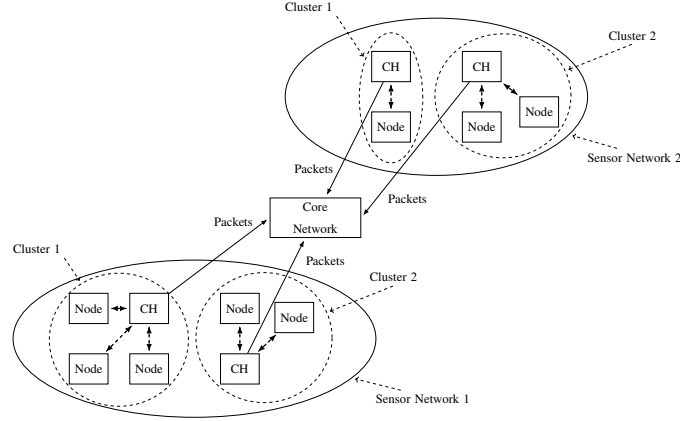 Cluster 1
Cluster 2
CH
CH
Node
Node
Node
Sensor Network 2
Packets
Packets
Core
Network
Packets
Packets
Cluster 1
Cluster 2
Node
CH
Node
Node
Node
Node
CH
Sensor Network 1